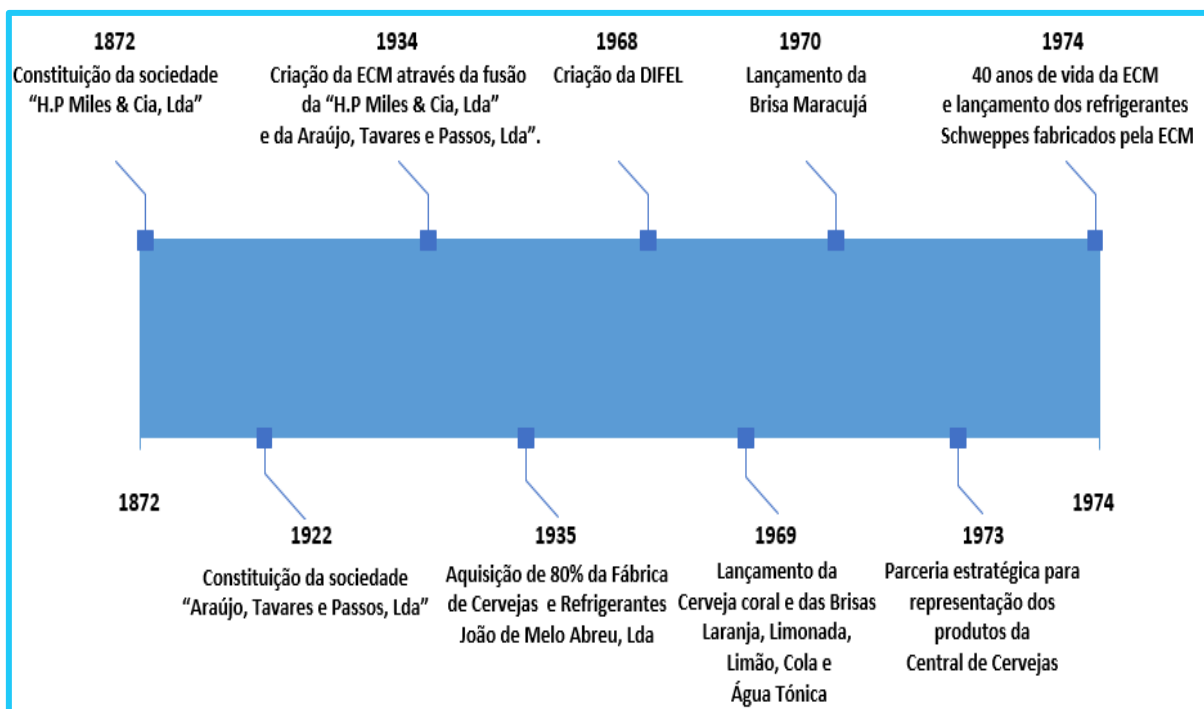 1872
Constituição da sociedade
“H.P Miles & Cia, Lda”
1934
Criação da ECM através da fusão
da “H.P Miles & Cia, Lda”
e da Araújo, Tavares e Passos, Lda”.
1968
Criação da DIFEL
1970
Lançamento da
Brisa Maracujá
1974
40 anos de vida da ECM
e lançamento dos refrigerantes
Schweppes fabricados pela ECM
1872
1974
1922
Constituição da sociedade
“Araújo, Tavares e Passos, Lda”
1935
Aquisição de 80% da Fábrica
de Cervejas e Refrigerantes
João de Melo Abreu, Lda
1969
Lançamento da
Cerveja coral e das Brisas
Laranja, Limonada,
Limão, Cola e
Água Tónica
1973
Parceria estratégica para
representação dos
produtos da
Central de Cervejas